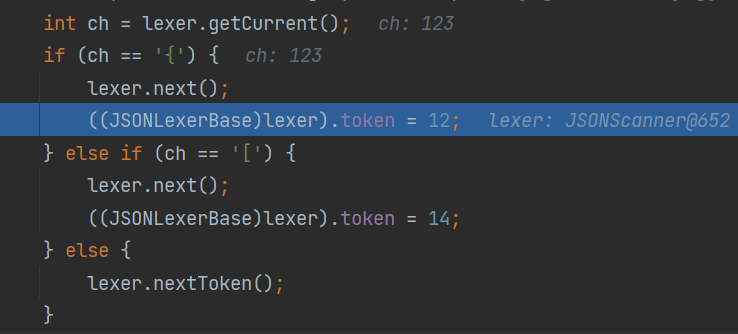 int ch = lexer.getCurrent(); ch: 123
if (ch == '{') { ch: 123
lexer.next();
((JSONLexerBase)lexer).token = 12; lexer: JSONScanner@652
} else if (ch == '[') {
lexer.next();
((JSONLexerBase)lexer).token = 14;
} else {
lexer.nextToken();
}